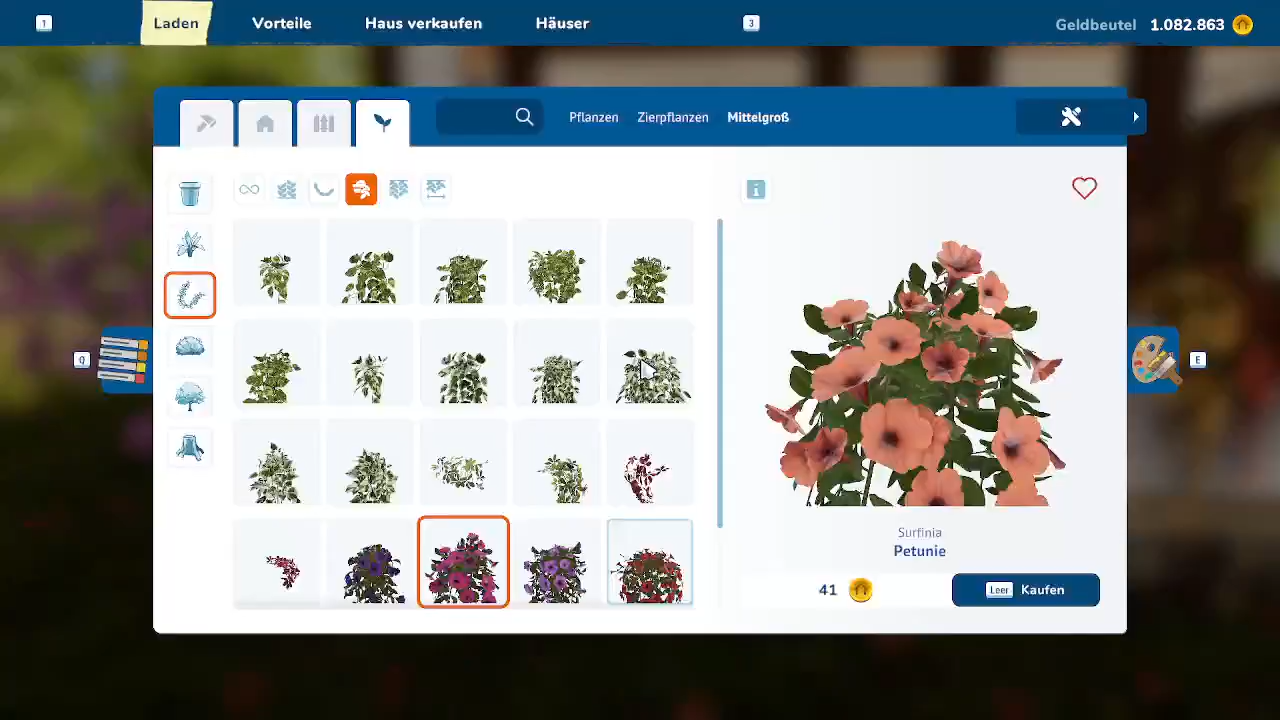 1
Laden
Vorteile
Haus verkaufen
Häuser
3
Geldbeutel 1.082.863
Pflanzen
Zierpflanzen
Mittelgroß
Q
E
Surfinia
Petunie
41
Leer Kaufen